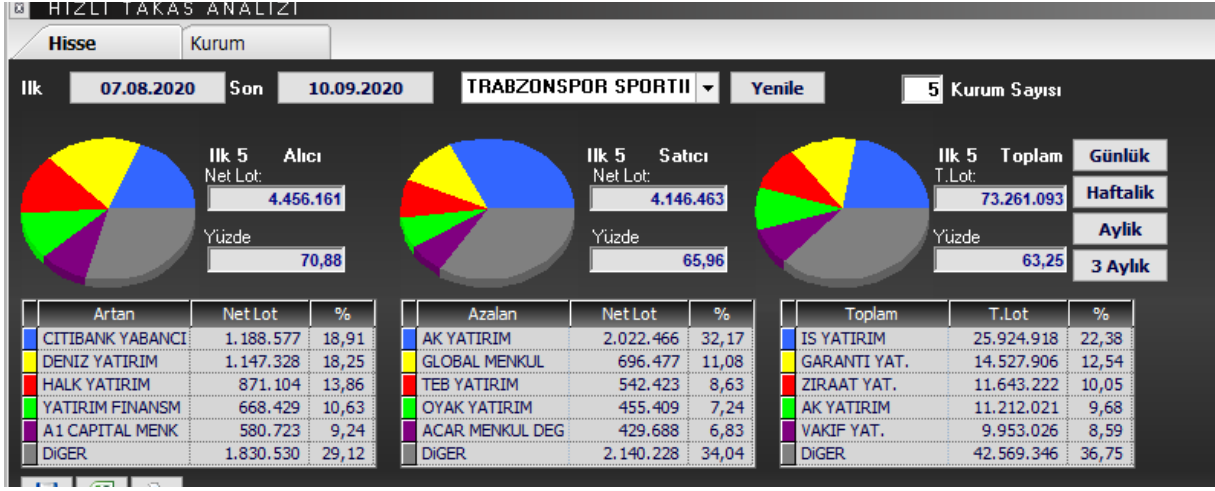 HIZLI TAKAS ANALİZİ
Hisse Kurum
Ilk 07.08.2020 Son 10.09.2020 TRABZONSPOR SPORTII Yenile 5 Kurum Sayısı
Ilk 5 Alıcı Ilk 5 Satıcı Ilk 5 Toplam Günlük
Net Lot: Net Lot: T.Lot:
4.456.161 4.146.463 73.261.093 Haftalik
Yüzde Yüzde Yüzde Aylik
70,88 65,96 63,25 3 Aylık
Artan Net Lot % Azalan Net Lot % Toplam T.Lot %
CITIBANK YABANCI 1.188.577 18,91 AK YATIRIM 2.022.466 32,17 IS YATIRIM 25.924.918 22,38
DENIZ YATIRIM 1.147.328 18,25 GLOBAL MENKUL 696.477 11,08 GARANTI YAT. 14.527.906 12,54
HALK YATIRIM 871.104 13,86 TEB YATIRIM 542.423 8,63 ZIRAAT YAT. 11.643.222 10,05
YATIRIM FINANSM 668.429 10,63 OYAK YATIRIM 455.409 7,24 AK YATIRIM 11.212.021 9,68
A1 CAPITAL MENK 580.723 9,24 ACAR MENKUL DEG 429.688 6,83 VAKIF YAT. 9.953.026 8,59
DiGER 1.830.530 29,12 DiGER 2.140.228 34,04 DiGER 42.569.346 36,75